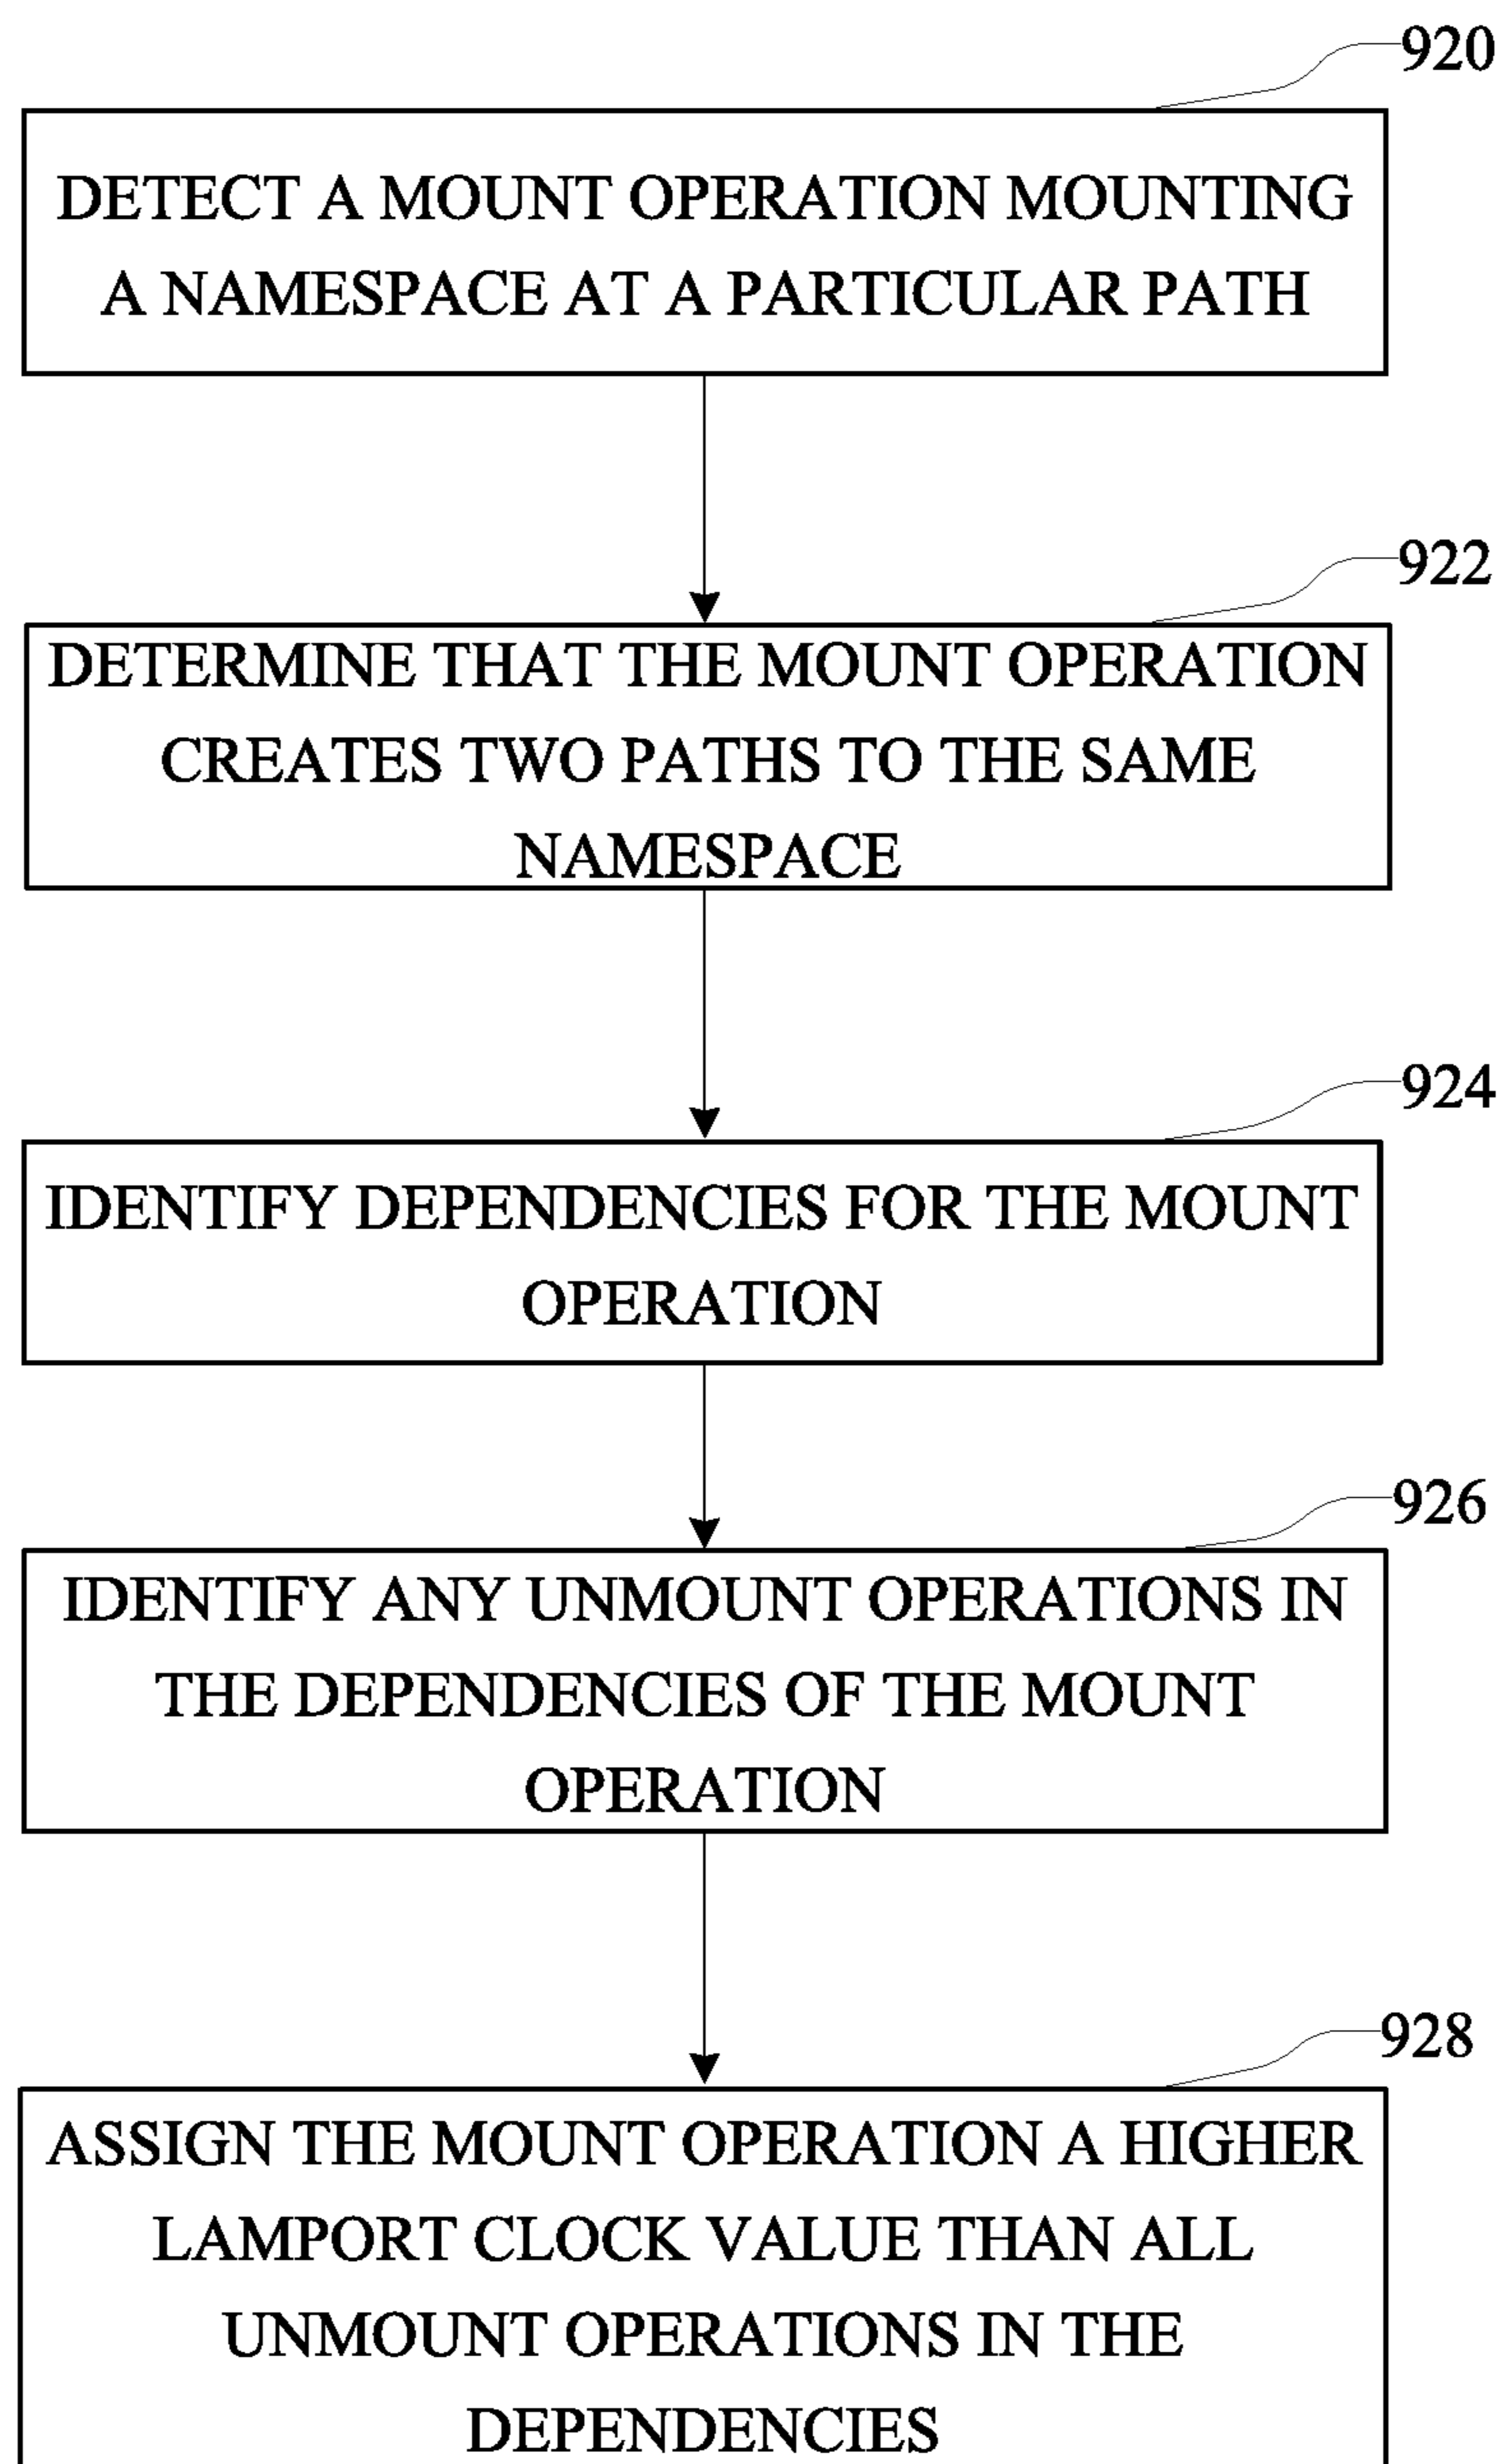 920
DETECT A MOUNT OPERATION MOUNTING
A NAMESPACE AT A PARTICULAR PATH
922
DETERMINE THAT THE MOUNT OPERATION
CREATES TWO PATHS TO THE SAME
NAMESPACE
924
IDENTIFY DEPENDENCIES FOR THE MOUNT
OPERATION
926
IDENTIFY ANY UNMOUNT OPERATIONS IN
THE DEPENDENCIES OF THE MOUNT
OPERATION
928
ASSIGN THE MOUNT OPERATION A HIGHER
LAMPORT CLOCK VALUE THAN ALL
UNMOUNT OPERATIONS IN THE
DEPENDENCIES